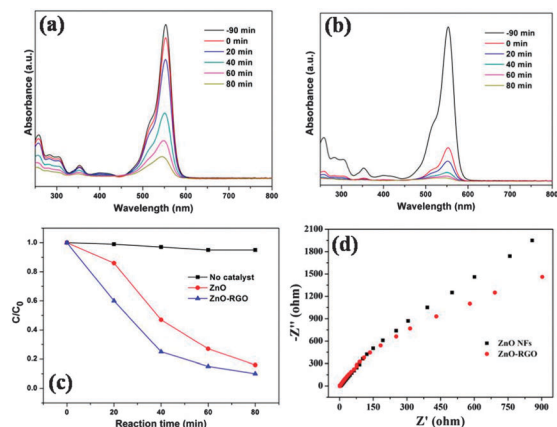 (a)
-90 min
0 min
20 min
40 min
60 min
80 min
Absorbance (a.u.)
300 400 500 600 700 800
Wavelength (nm)
(b)
-90 min
0 min
20 min
40 min
60 min
80 min
Absorbance (a.u.)
300 400 500 600 700 800
Wavelength (nm)
1.0
0.8
0.6
0.4
0.2
0.0
C/C0
No catalyst
ZnO
ZnO-RGO
(c)
0 20 40 60 80
Reaction time (min)
(d)
2100
1800
1500
1200
900
600
300
0
-Z'' (ohm)
ZnO NFs
ZnO-RGO
0 150 300 450 600 750 900
Z' (ohm)